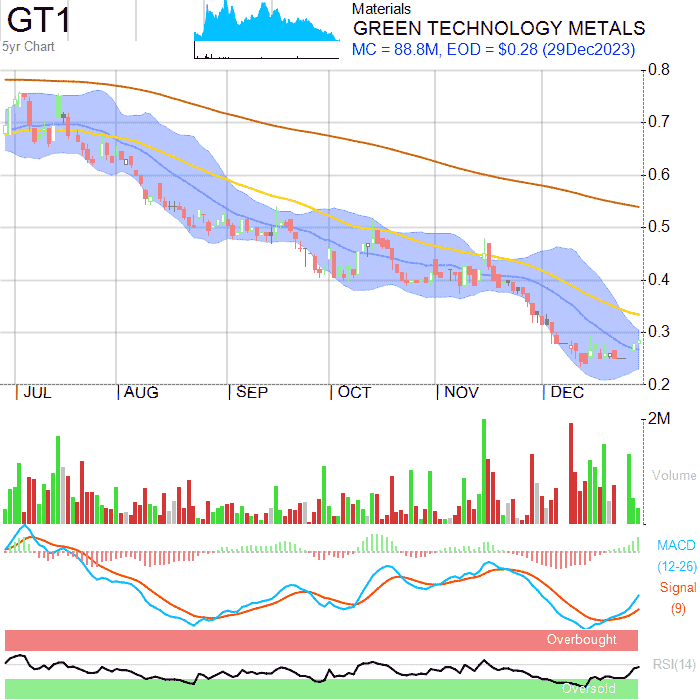 GT1
5yr Chart
Materials
GREEN TECHNOLOGY METALS
MC = 88.8M, EOD = $0.28 (29Dec2023)
0.8
0.7
0.6
0.5
0.4
0.3
0.2
JUL AUG SEP OCT NOV DEC
2M
Volume
MACD
(12-26)
Signal
(9)
Overbought
RSI(14)
Oversold